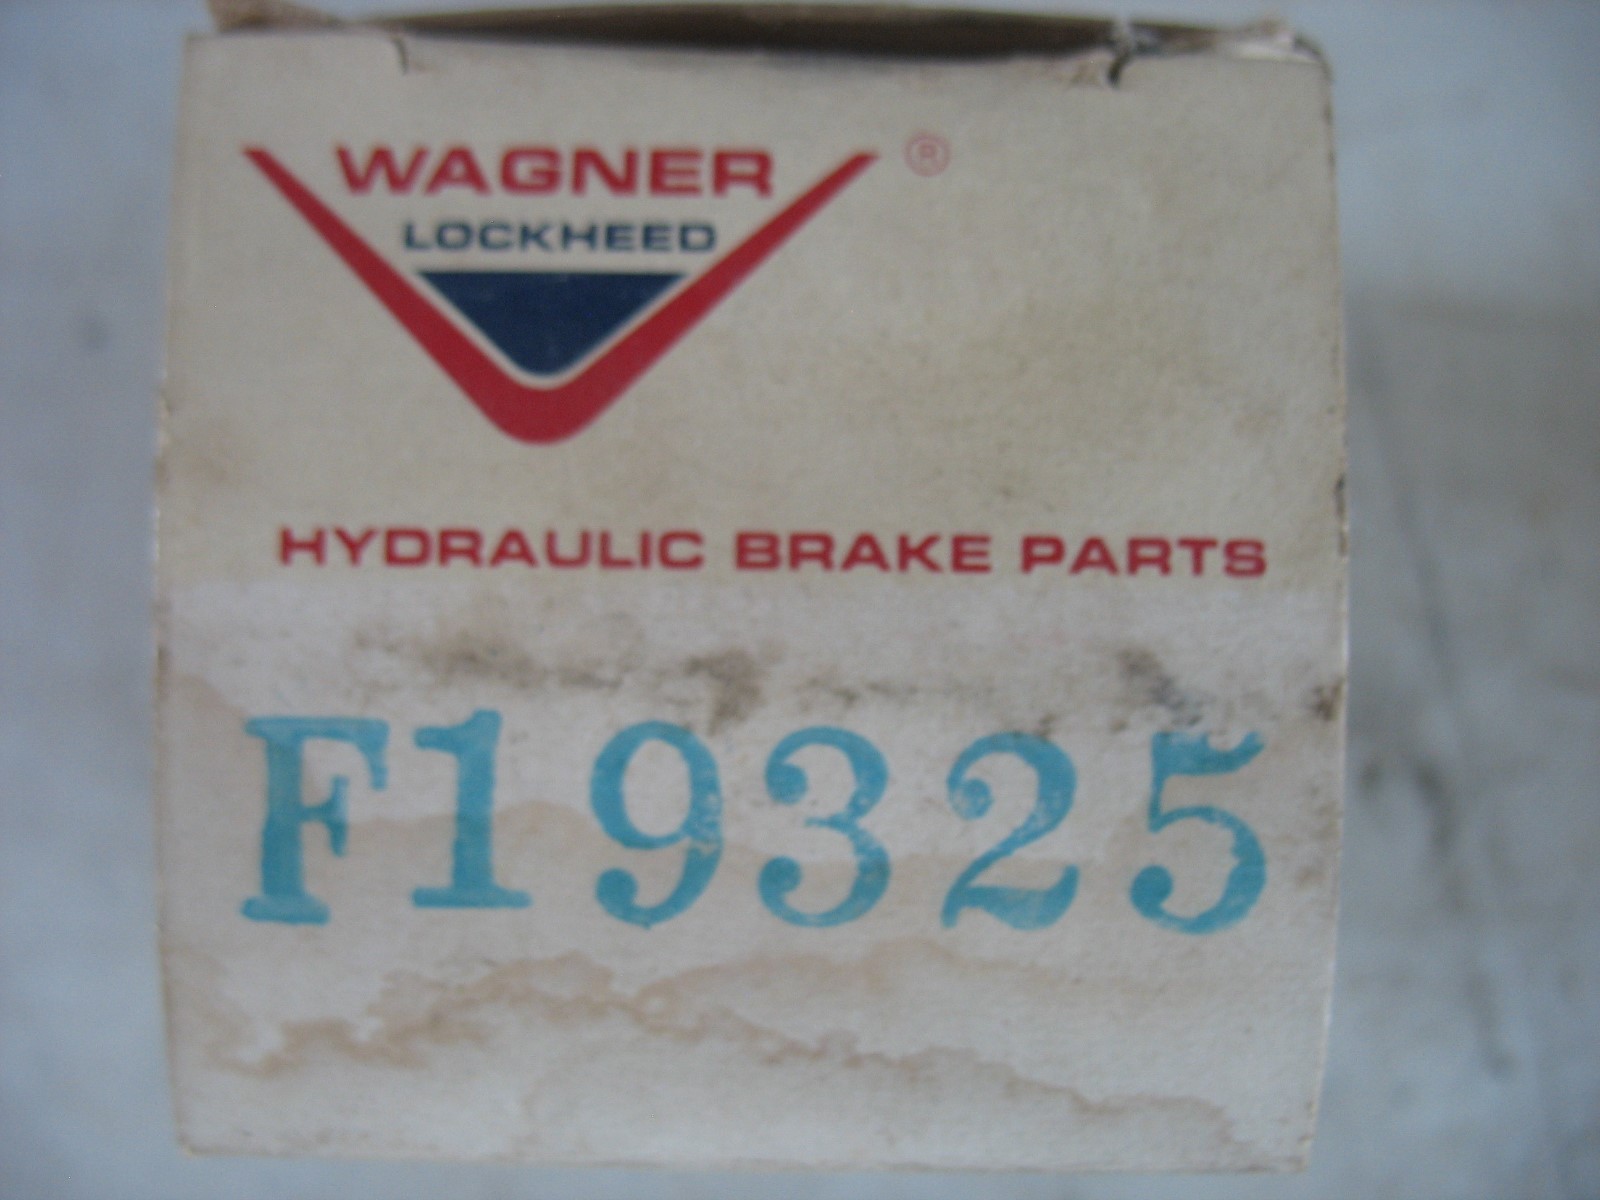 WAGNER ®
LOCKHEED
HYDRAULIC BRAKE PARTS
F19325